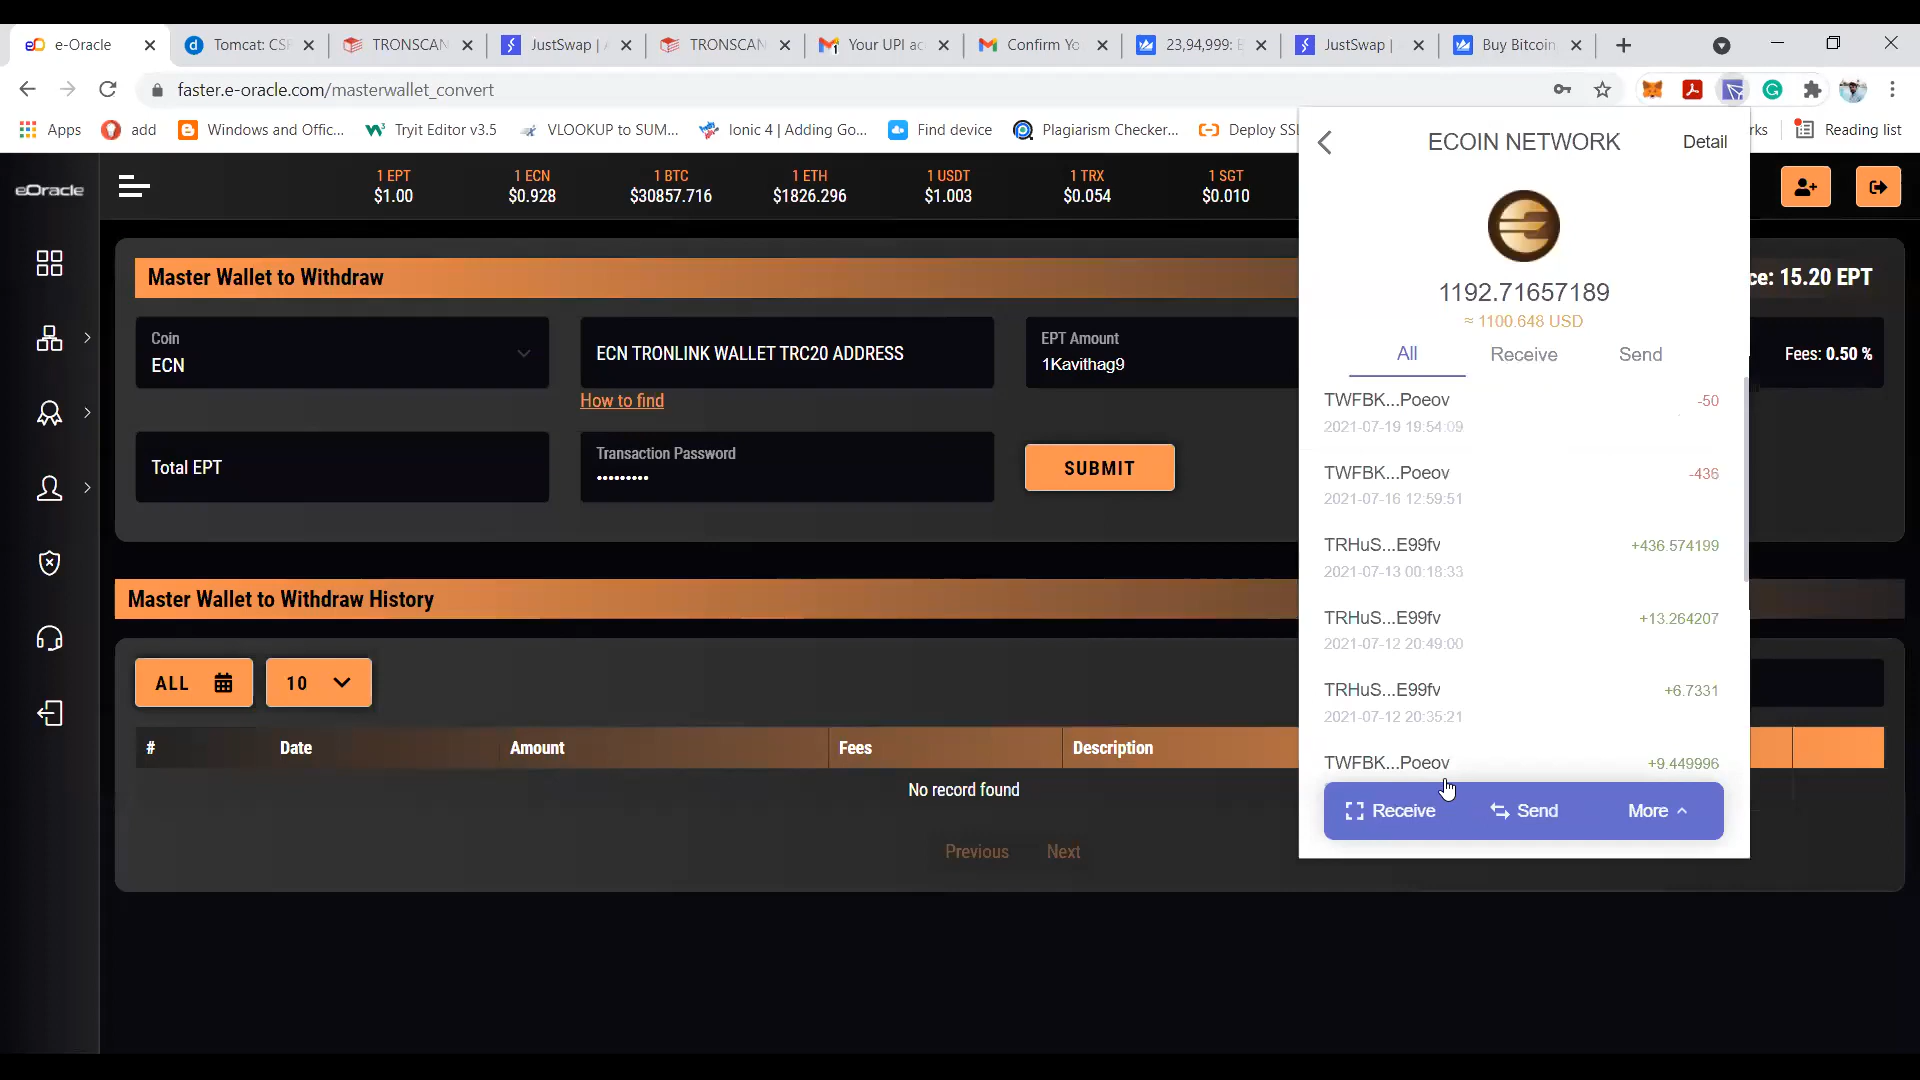 e-Oracle
Tomcat: CSF
TRONSCAN
JustSwap |
TRONSCAN
Your UPI ac
Confirm Yo
23,94,999:
JustSwap |
Buy Bitcoin
faster.e-oracle.com/masterwallet_convert
Apps
add
Windows and Offic...
Tryit Editor v3.5
VLOOKUP to SUM...
Ionic 4 | Adding Go...
Find device
Plagiarism Checker...
Deploy SS
rks
Reading list
eOracle
1 EPT
$1.00
1 ECN
$0.928
1 BTC
$30857.716
1 ETH
$1826.296
1 USDT
$1.003
1 TRX
$0.054
1 SGT
$0.010
Master Wallet to Withdraw
ce: 15.20 EPT
Coin
ECN
ECN TRONLINK WALLET TRC20 ADDRESS
How to find
EPT Amount
1Kavithag9
Fees: 0.50 %
Total EPT
Transaction Password
•••••••••
SUBMIT
Master Wallet to Withdraw History
ALL
10
#
Date
Amount
Fees
Description
No record found
Previous
Next
ECOIN NETWORK
Detail
1192.71657189
≈ 1100.648 USD
All
Receive
Send
TWFBK...Poeov
-50
2021-07-19 19:54:09
TWFBK...Poeov
-436
2021-07-16 12:59:51
TRHuS...E99fv
+436.574199
2021-07-13 00:18:33
TRHuS...E99fv
+13.264207
2021-07-12 20:49:00
TRHuS...E99fv
+6.7331
2021-07-12 20:35:21
TWFBK...Poeov
+9.449996
Receive
Send
More